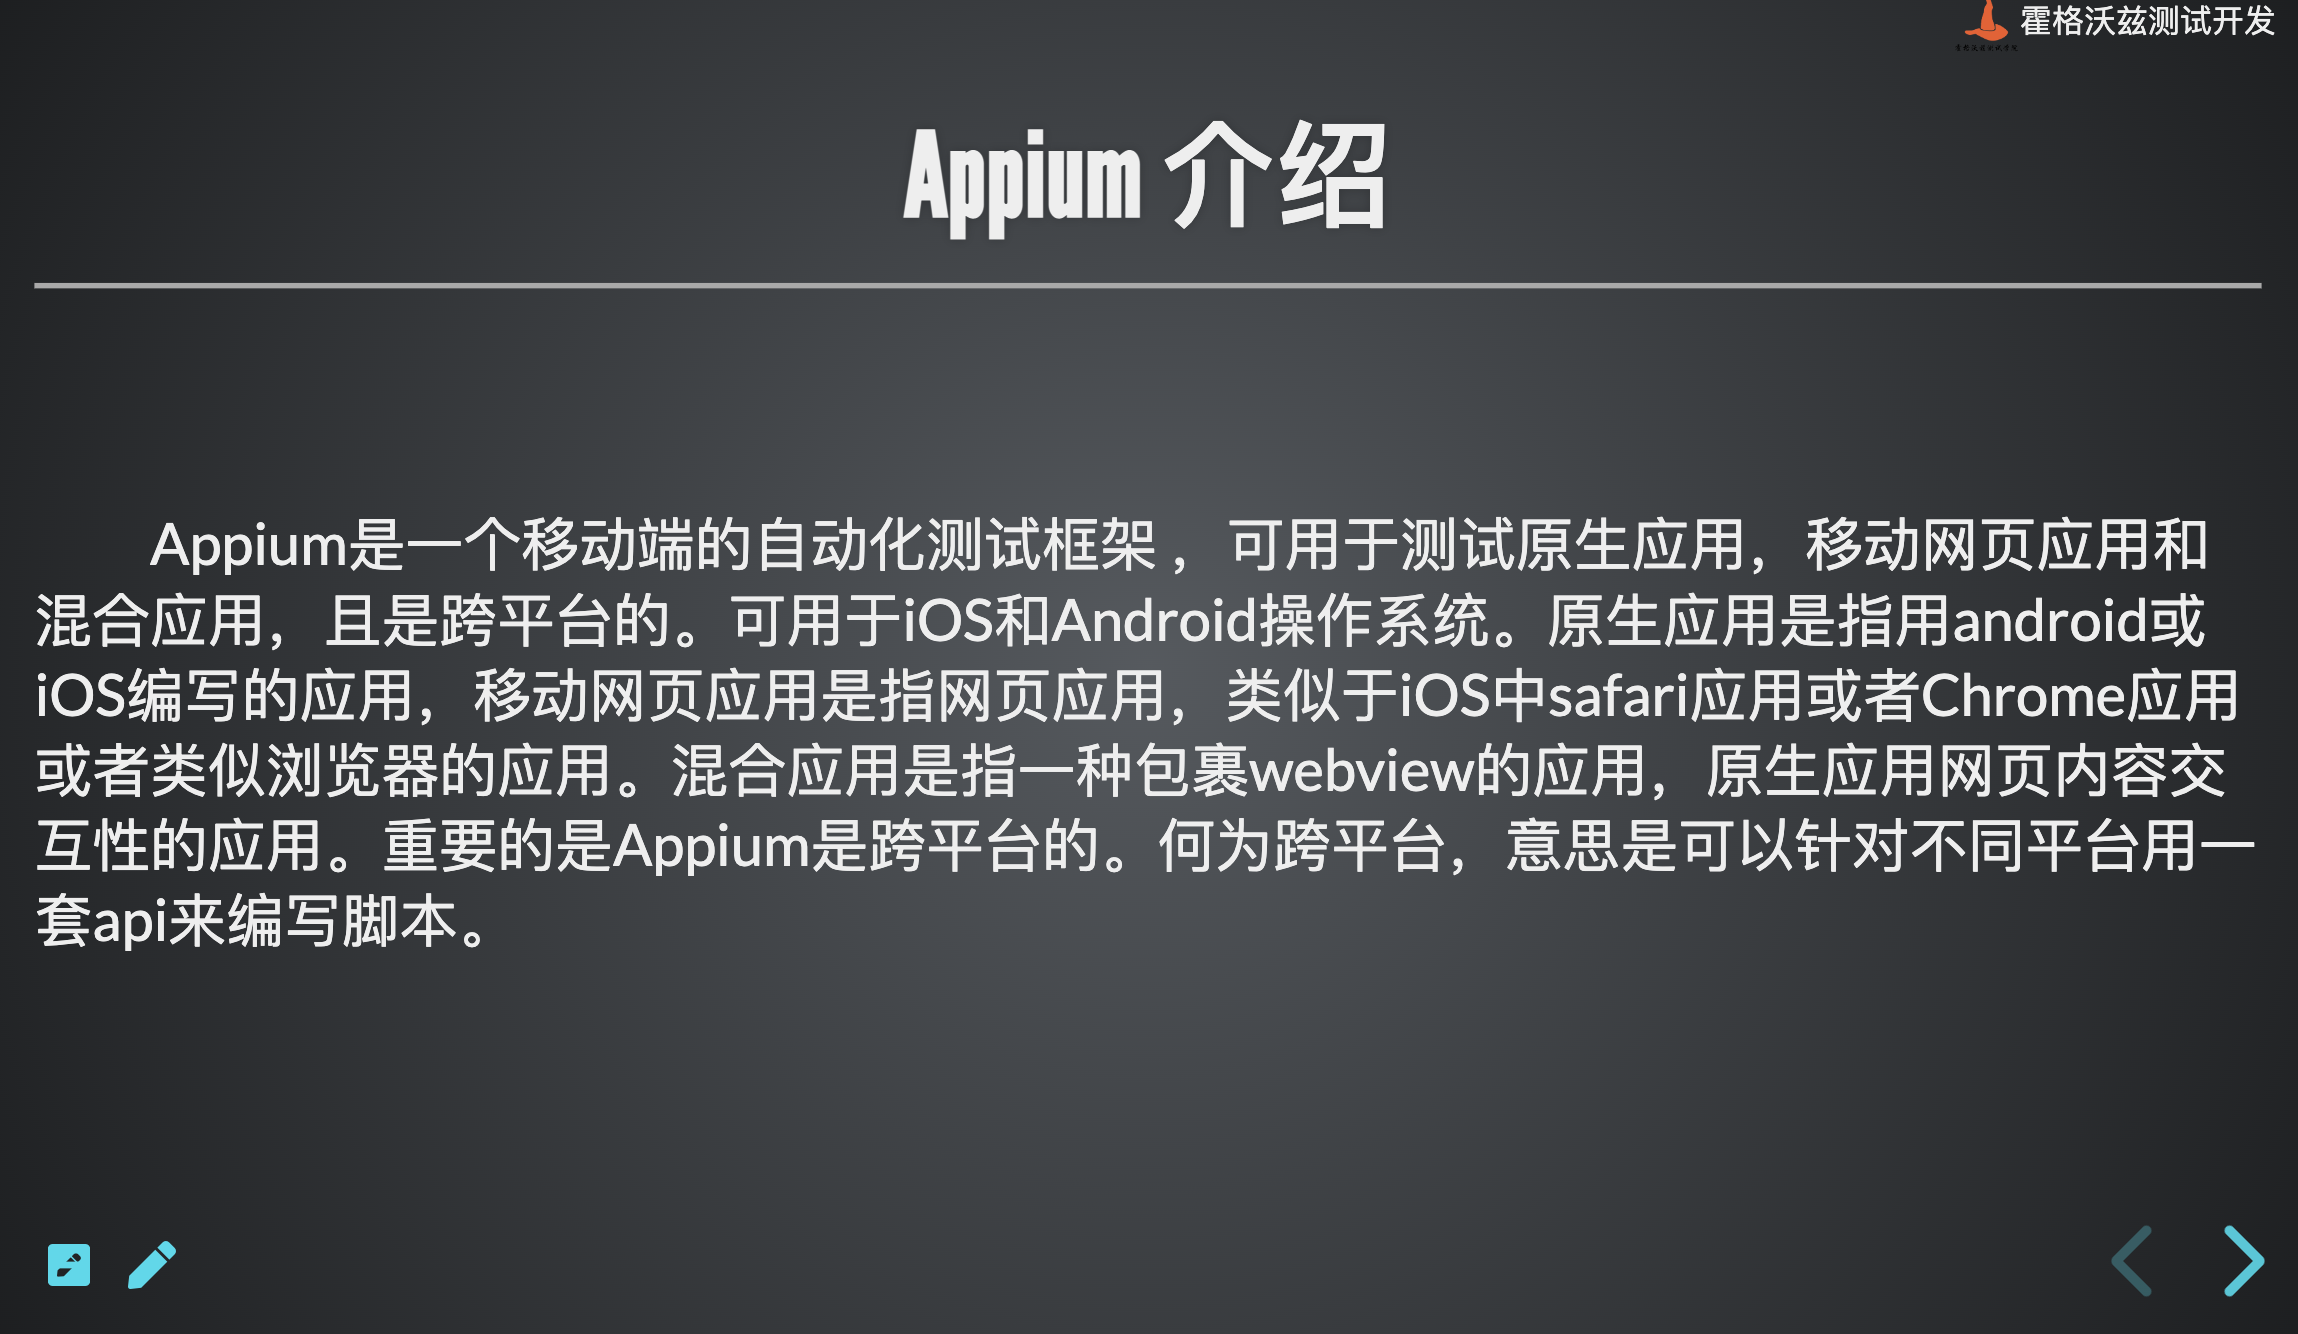 霍格沃兹测试开发
Appium 介绍
Appium是一个移动端的自动化测试框架 ，可用于测试原生应用，移动网页应用和
混合应用，且是跨平台的。可用于iOS和Android操作系统。原生应用是指用android或
iOS编写的应用，移动网页应用是指网页应用，类似于iOS中safari应用或者Chrome应用
或者类似浏览器的应用。混合应用是指一种包裹webview的应用，原生应用网页内容交
互性的应用。重要的是Appium是跨平台的。何为跨平台，意思是可以针对不同平台用一
套api来编写脚本。